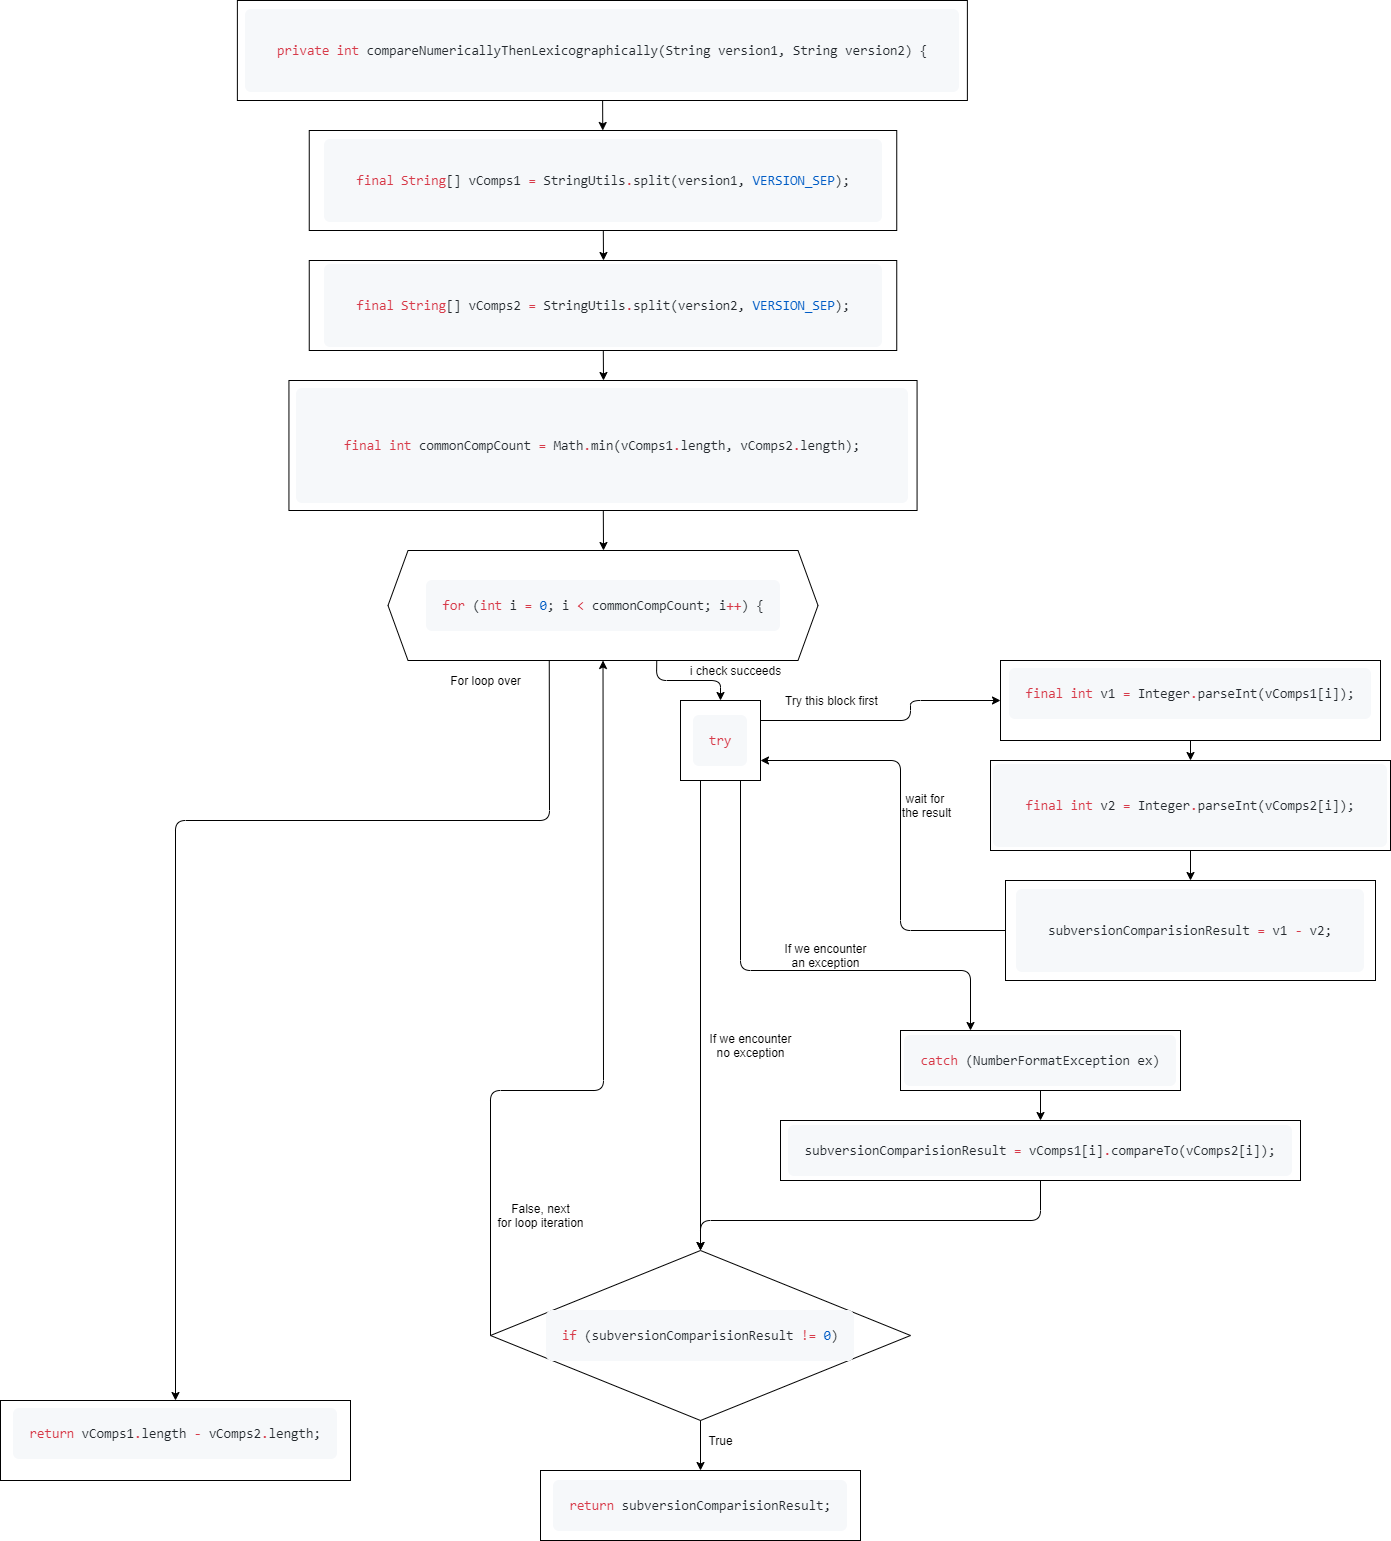 private int compareNumericallyThenLexicographically(String version1, String version2) {
final String[] vComps1 = StringUtils.split(version1, VERSION_SEP);
final String[] vComps2 = StringUtils.split(version2, VERSION_SEP);
final int commonCompCount = Math.min(vComps1.length, vComps2.length);
for (int i = 0; i < commonCompCount; i++) {
For loop over
i check succeeds
Try this block first
try
final int v1 = Integer.parseInt(vComps1[i]);
final int v2 = Integer.parseInt(vComps2[i]);
wait for
the result
subversionComparisionResult = v1 - v2;
If we encounter
an exception
If we encounter
no exception
catch (NumberFormatException ex)
subversionComparisionResult = vComps1[i].compareTo(vComps2[i]);
False, next
for loop iteration
if (subversionComparisionResult != 0)
return vComps1.length - vComps2.length;
True
return subversionComparisionResult;